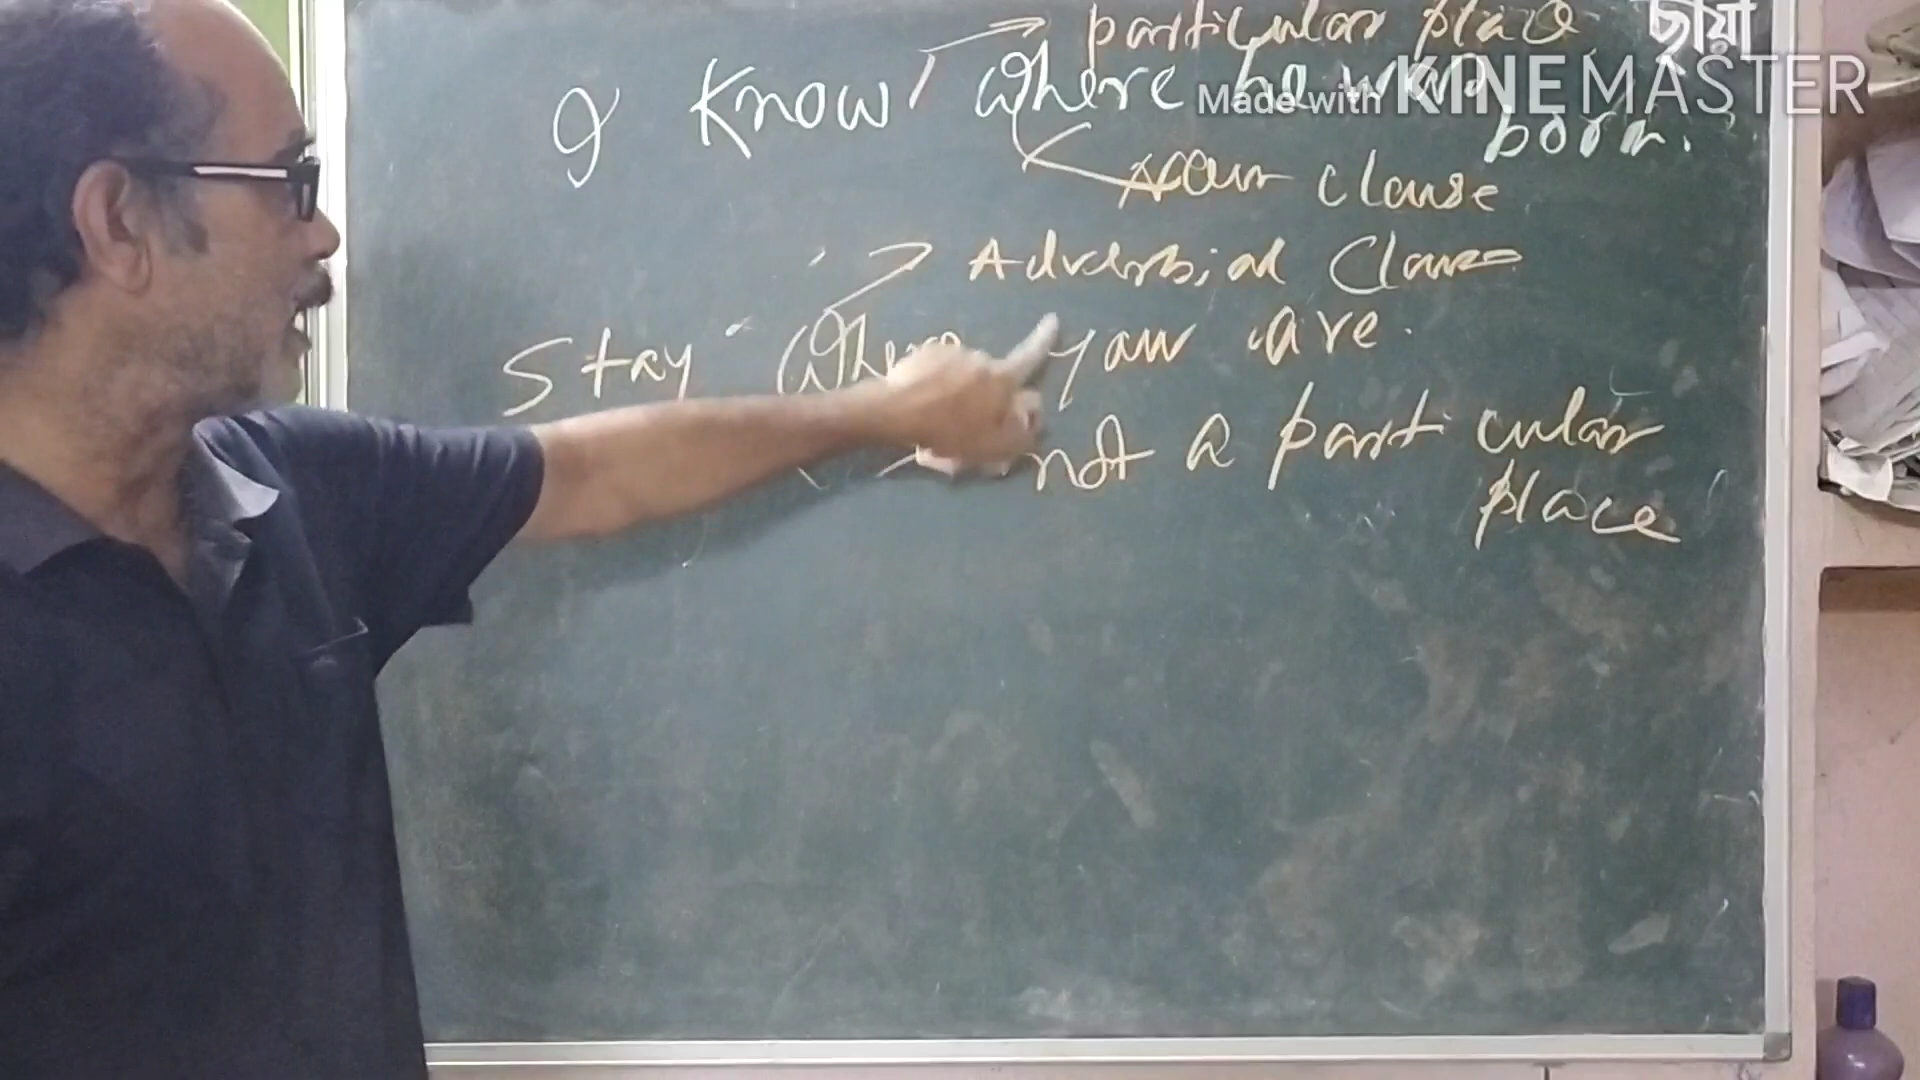 particular place
ছায়া
I know where he was
Made with KINEMASTER
born.
Noun clause
Adverbial Clause
Stay where you are.
not a particular
place